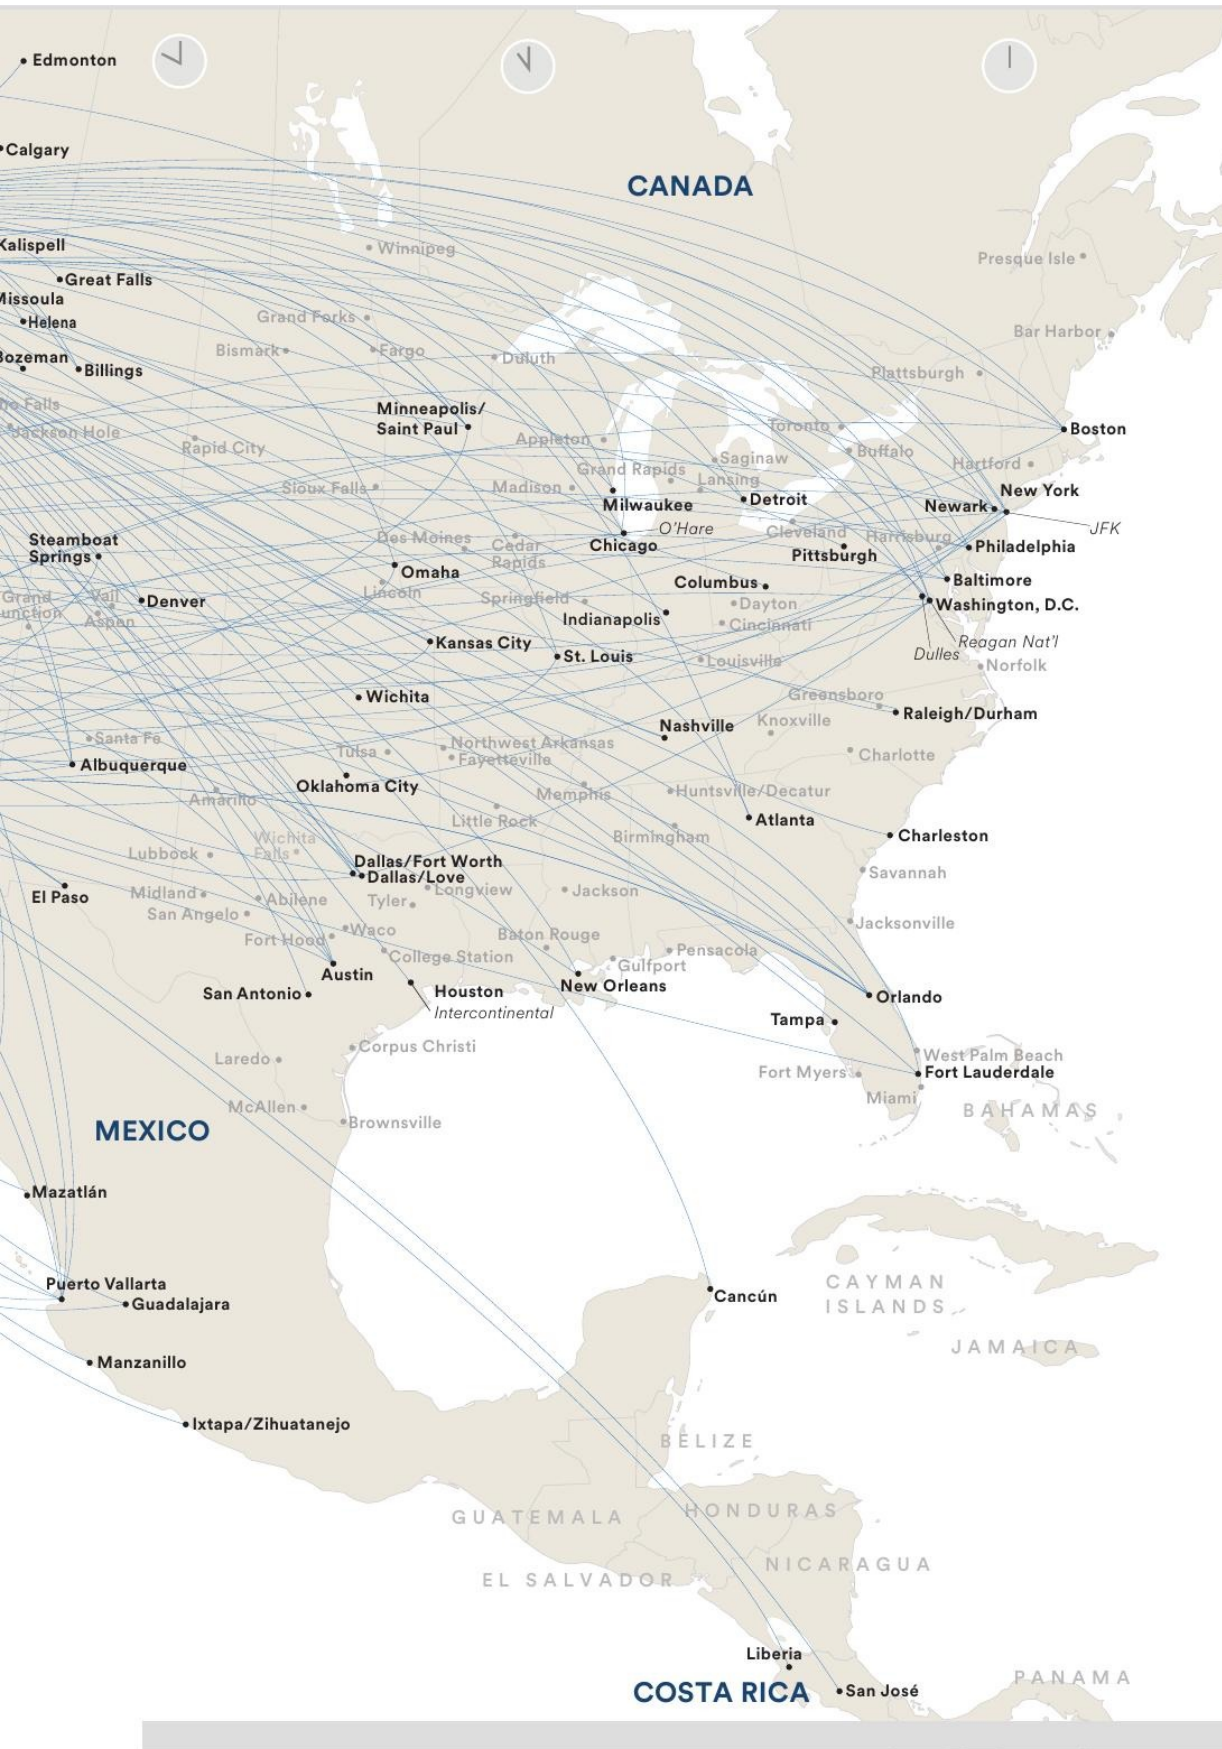 Edmonton
Calgary
CANADA
Kalispell
Winnipeg
Presque Isle
Great Falls
Missoula
Helena
Grand Forks
Bar Harbor
Bismarck
Fargo
Duluth
Bozeman
Billings
Plattsburgh
ho Falls
Jackson Hole
Minneapolis/
Saint Paul
Rapid City
Appleton
Toronto
Boston
Buffalo
Saginaw
Hartford
Grand Rapids
Lansing
Sioux Falls
Madison
Milwaukee
Detroit
New York
Newark
JFK
O'Hare
Chicago
Cleveland
Harrisburg
Pittsburgh
Philadelphia
Steamboat
Springs
Des Moines
Cedar
Rapids
Omaha
Lincoln
Columbus
Baltimore
Grand
unction
Vail
Aspen
Denver
Springfield
Dayton
Washington, D.C.
Indianapolis
Cincinnati
Kansas City
St. Louis
Louisville
Dulles
Reagan Nat'l
Norfolk
Wichita
Greensboro
Raleigh/Durham
Nashville
Knoxville
Santa Fe
Tulsa
Northwest Arkansas
Fayetteville
Charlotte
Albuquerque
Oklahoma City
Amarillo
Memphis
Huntsville/Decatur
Little Rock
Atlanta
Wichita
Falls
Birmingham
Charleston
Lubbock
Dallas/Fort Worth
Dallas/Love
Savannah
El Paso
Midland
Abilene
Tyler
Longview
Jackson
San Angelo
Jacksonville
Fort Hood
Waco
Baton Rouge
College Station
Gulfport
Pensacola
Austin
San Antonio
Houston
Intercontinental
New Orleans
Orlando
Tampa
Laredo
Corpus Christi
West Palm Beach
Fort Myers
Fort Lauderdale
Miami
BAHAMAS
McAllen
Brownsville
MEXICO
Mazatlán
Puerto Vallarta
Guadalajara
Cancún
CAYMAN
ISLANDS
JAMAICA
Manzanillo
Ixtapa/Zihuatanejo
BELIZE
GUATEMALA
HONDURAS
NICARAGUA
EL SALVADOR
Liberia
COSTA RICA
San José
PANAMA